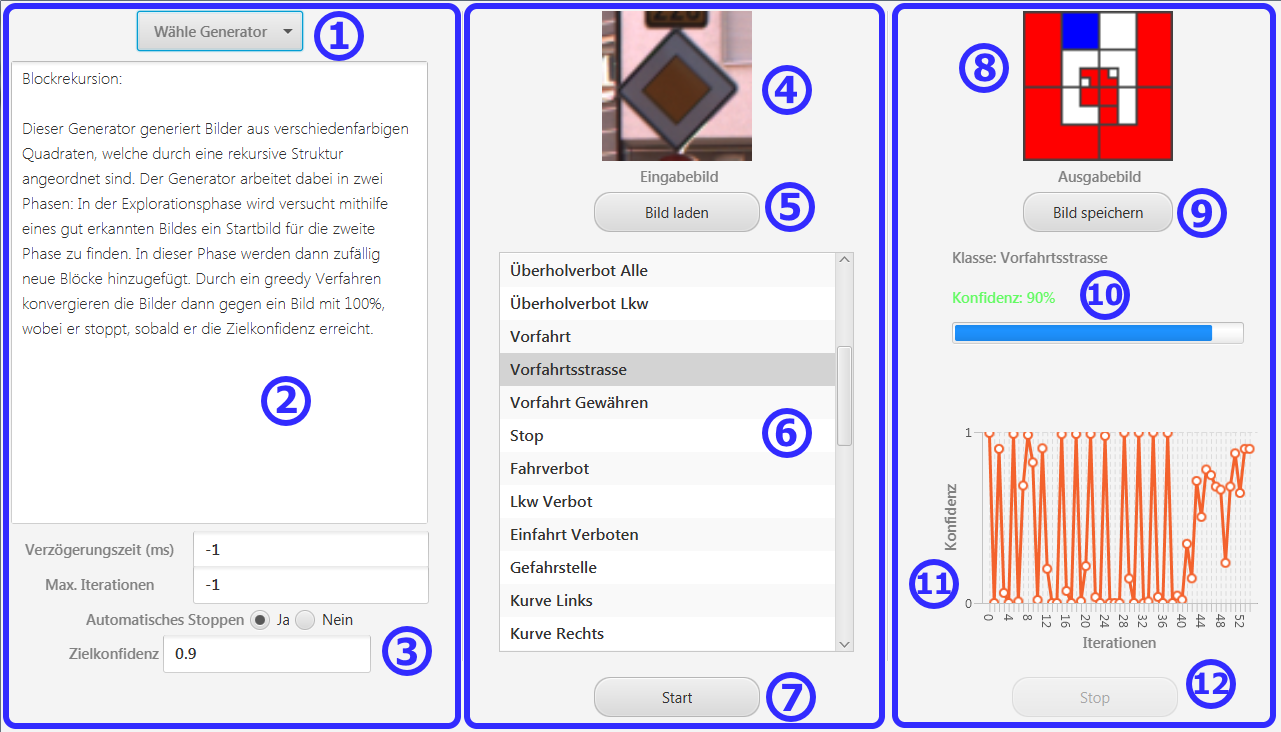 Wähle Generator
1
Blockrekursion:
Dieser Generator generiert Bilder aus verschiedenfarbigen
Quadraten, welche durch eine rekursive Struktur
angeordnet sind. Der Generator arbeitet dabei in zwei
Phasen: In der Explorationsphase wird versucht mithilfe
eines gut erkannten Bildes ein Startbild für die zweite
Phase zu finden. In dieser Phase werden dann zufällig
neue Blöcke hinzugefügt. Durch ein greedy Verfahren
konvergieren die Bilder dann gegen ein Bild mit 100%,
wobei er stoppt, sobald er die Zielkonfidenz erreicht.
2
Verzögerungszeit (ms) -1
Max. Iterationen -1
Automatisches Stoppen Ja Nein
Zielkonfidenz 0.9
3
4
Eingabebild
Bild laden
5
Überholverbot Alle
Überholverbot Lkw
Vorfahrt
Vorfahrtsstrasse
Vorfahrt Gewähren
Stop
Fahrverbot
Lkw Verbot
Einfahrt Verboten
Gefahrstelle
Kurve Links
Kurve Rechts
6
Start
7
8
Ausgabebild
Bild speichern
9
Klasse: Vorfahrtsstrasse
Konfidenz: 90%
10
1
Konfidenz
11
0
0 4 8 12 16 20 24 28 32 36 40 44 48 52
Iterationen
Stop
12